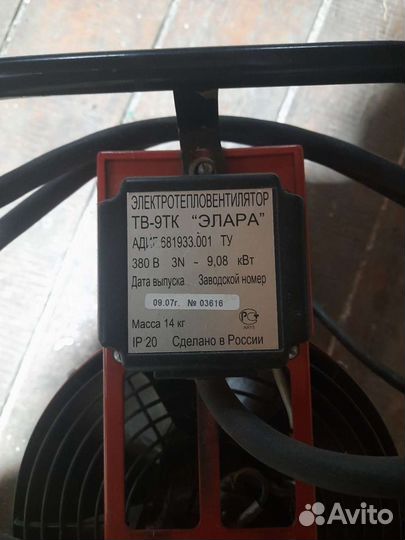 ЭЛЕКТРОТЕПЛОВЕНТИЛЯТОР
ТВ-9ТК "ЭЛАРА"
681933.001 ТУ
380 В 3N ~ 9,08 кВт
Дата выпуска Заводской номер
09.07г. № 03616
Масса 14 кг
IP 20 Сделано в России
Avito